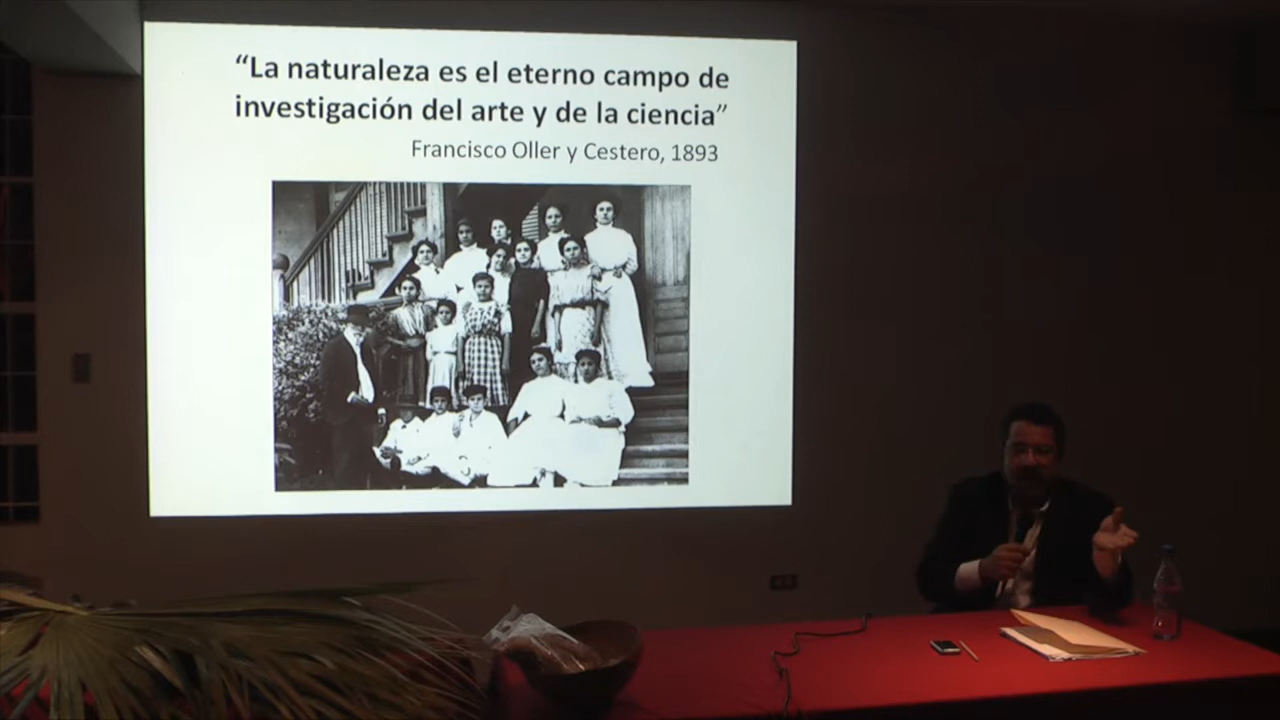 “La naturaleza es el eterno campo de
investigación del arte y de la ciencia”
Francisco Oller y Cestero, 1893